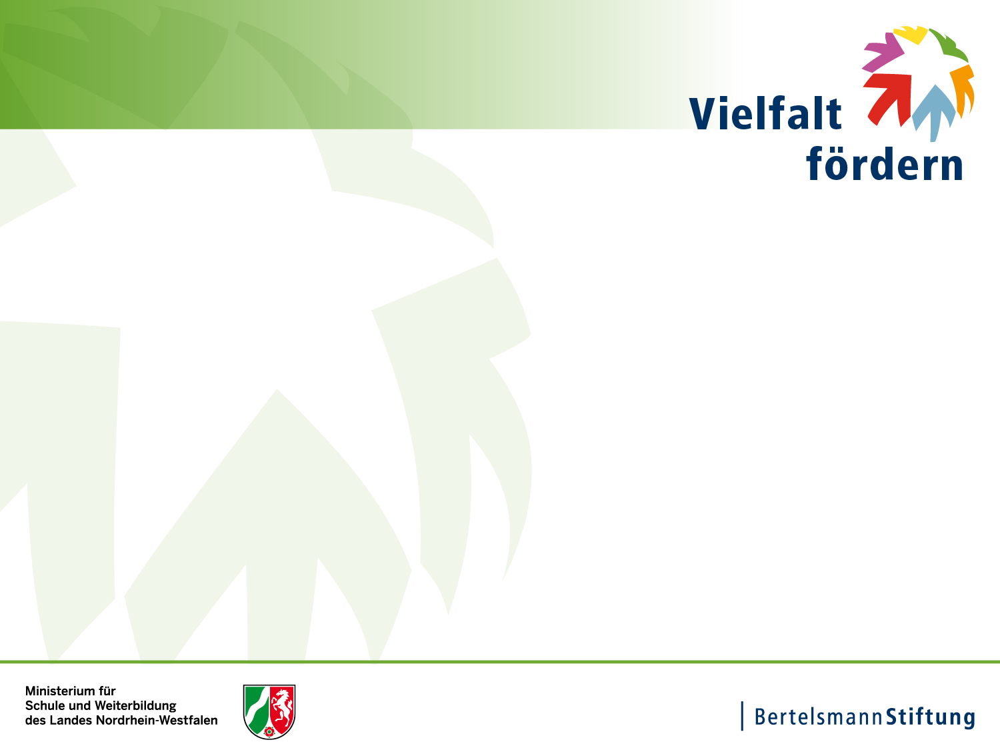 Vielfalt
fördern
Ministerium für
Schule und Weiterbildung
des Landes Nordrhein-Westfalen
BertelsmannStiftung